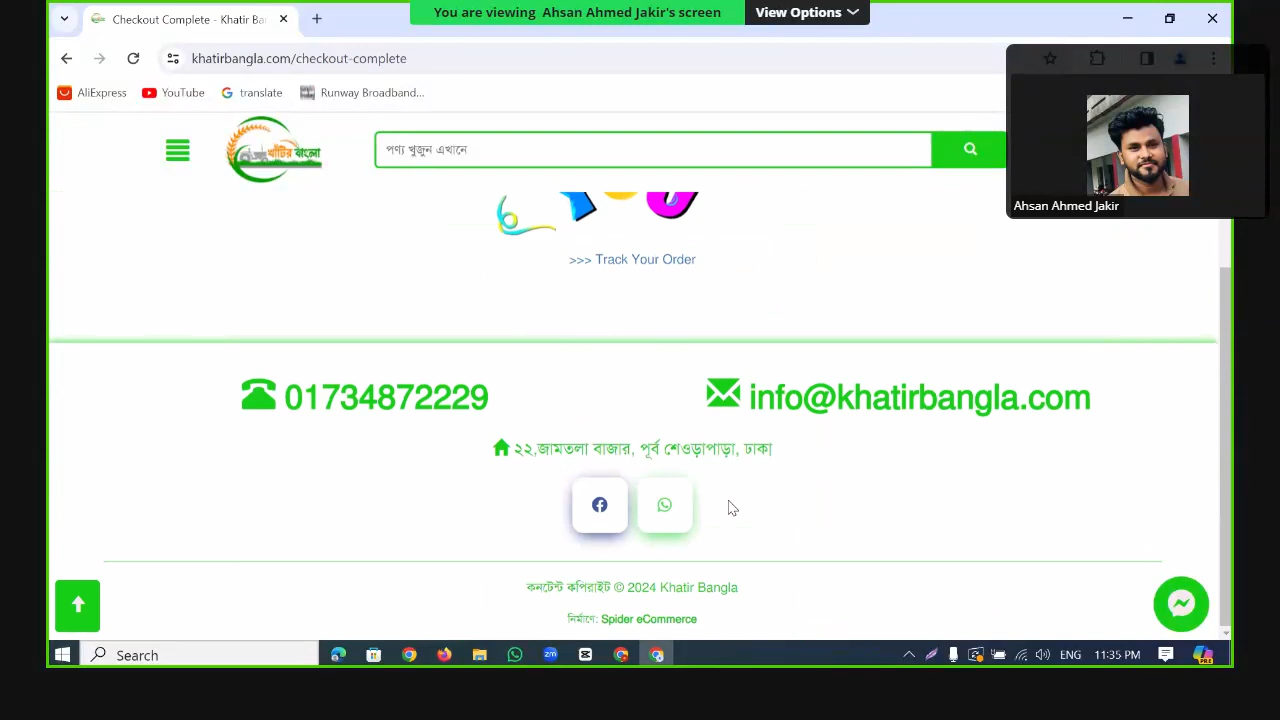 You are viewing Ahsan Ahmed Jakir's screen
View Options
Checkout Complete - Khatir Ba
khatirbangla.com/checkout-complete
AliExpress
YouTube
translate
Runway Broadband...
খাঁটির বাংলা
পণ্য খুজুন এখানে
Ahsan Ahmed Jakir
>>> Track Your Order
01734872229
info@khatirbangla.com
২২,জামতলা বাজার, পূর্ব শেওড়াপাড়া, ঢাকা
কনটেন্ট কপিরাইট © 2024 Khatir Bangla
নির্মাণে: Spider eCommerce
Search
zm
ENG
11:35 PM
PRE